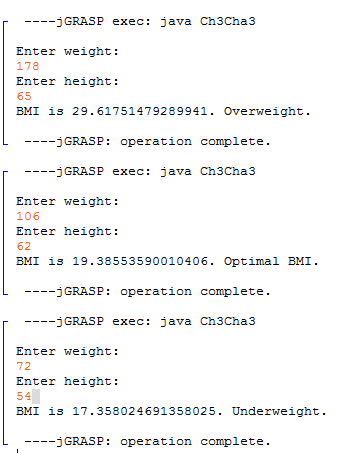 ----jGRASP exec: java Ch3Cha3
Enter weight:
178
Enter height:
65
BMI is 29.61751479289941. Overweight.
----jGRASP: operation complete.
----jGRASP exec: java Ch3Cha3
Enter weight:
106
Enter height:
62
BMI is 19.38553590010406. Optimal BMI.
----jGRASP: operation complete.
----jGRASP exec: java Ch3Cha3
Enter weight:
72
Enter height:
54
BMI is 17.358024691358025. Underweight.
----jGRASP: operation complete.